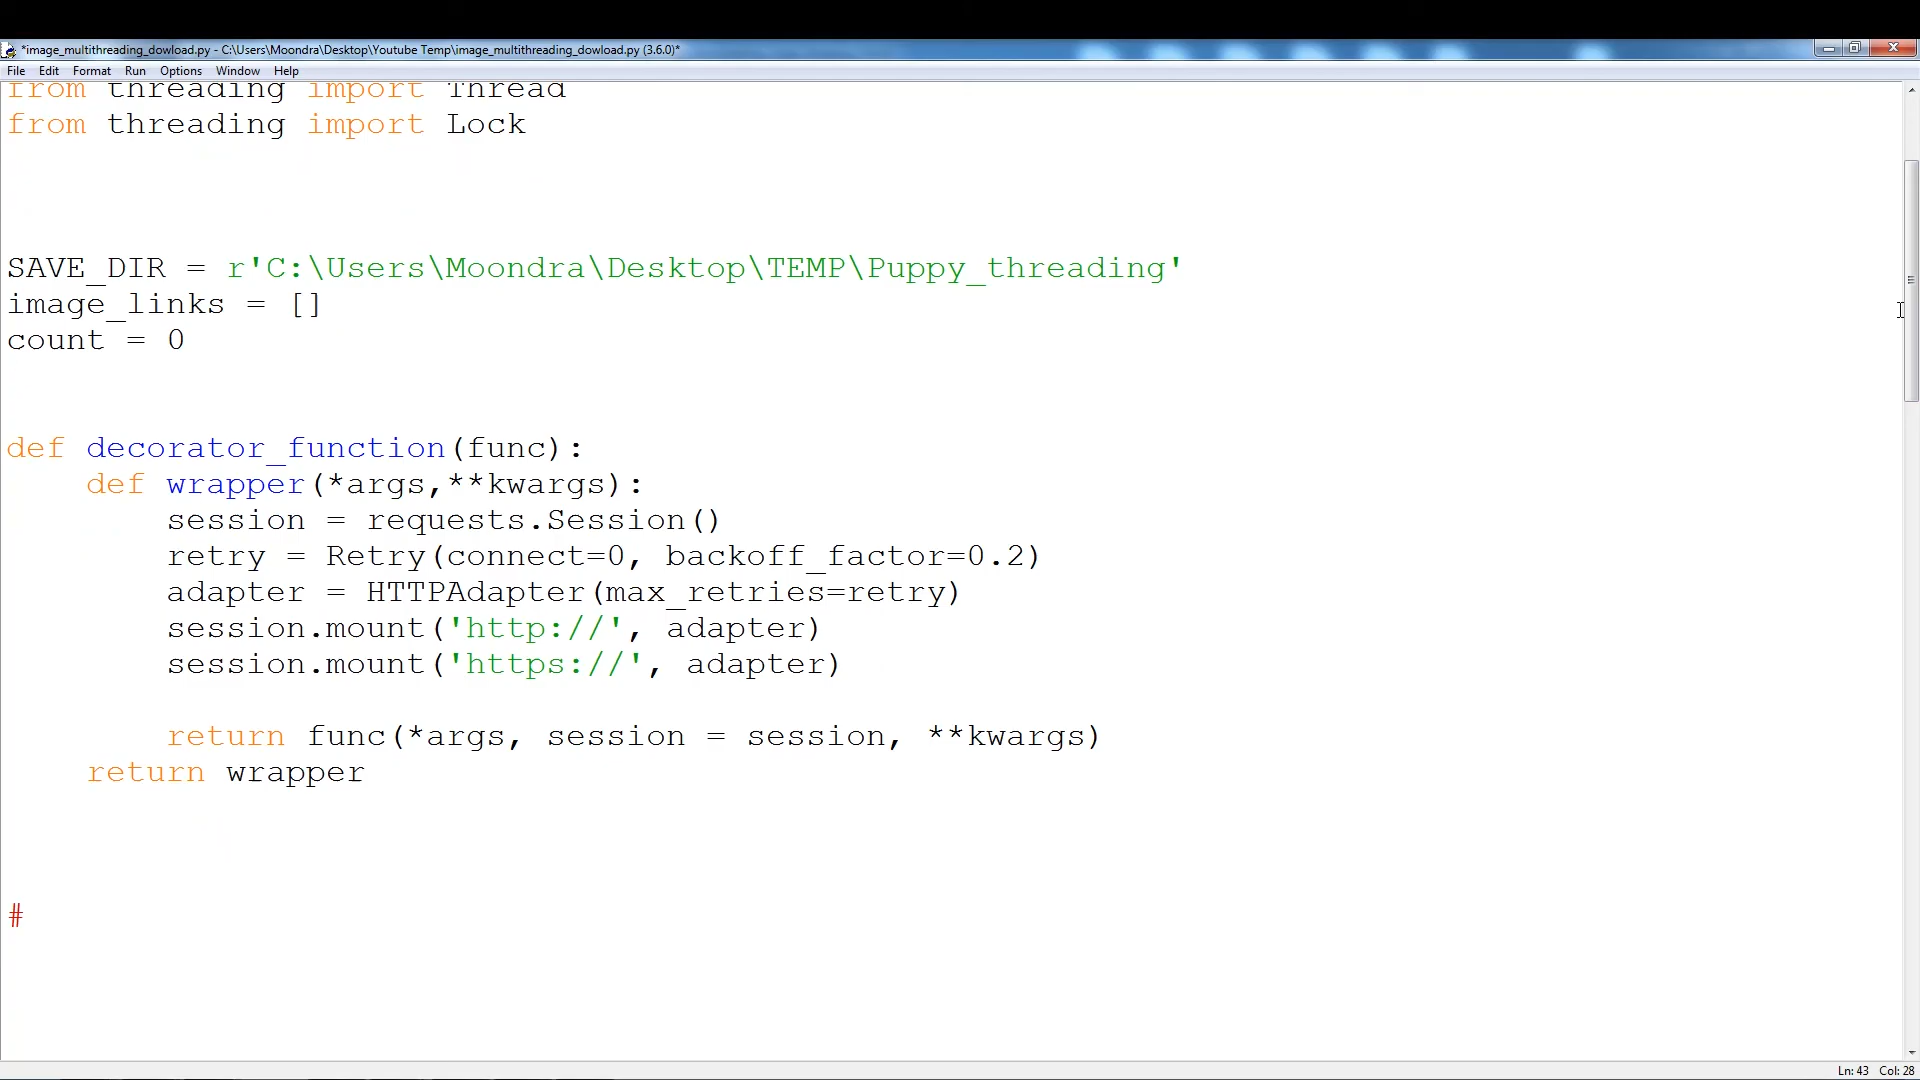 *image_multithreading_dowload.py - C:\Users\Moondra\Desktop\Youtube Temp\image_multithreading_dowload.py (3.6.0)*
File Edit Format Run Options Window Help
from threading import Thread
from threading import Lock
SAVE_DIR = r'C:\Users\Moondra\Desktop\TEMP\Puppy_threading'
image_links = []
count = 0
def decorator_function(func):
    def wrapper(*args,**kwargs):
        session = requests.Session()
        retry = Retry(connect=0, backoff_factor=0.2)
        adapter = HTTPAdapter(max_retries=retry)
        session.mount('http://', adapter)
        session.mount('https://', adapter)
        return func(*args, session = session, **kwargs)
    return wrapper
#
Ln: 43 Col: 28